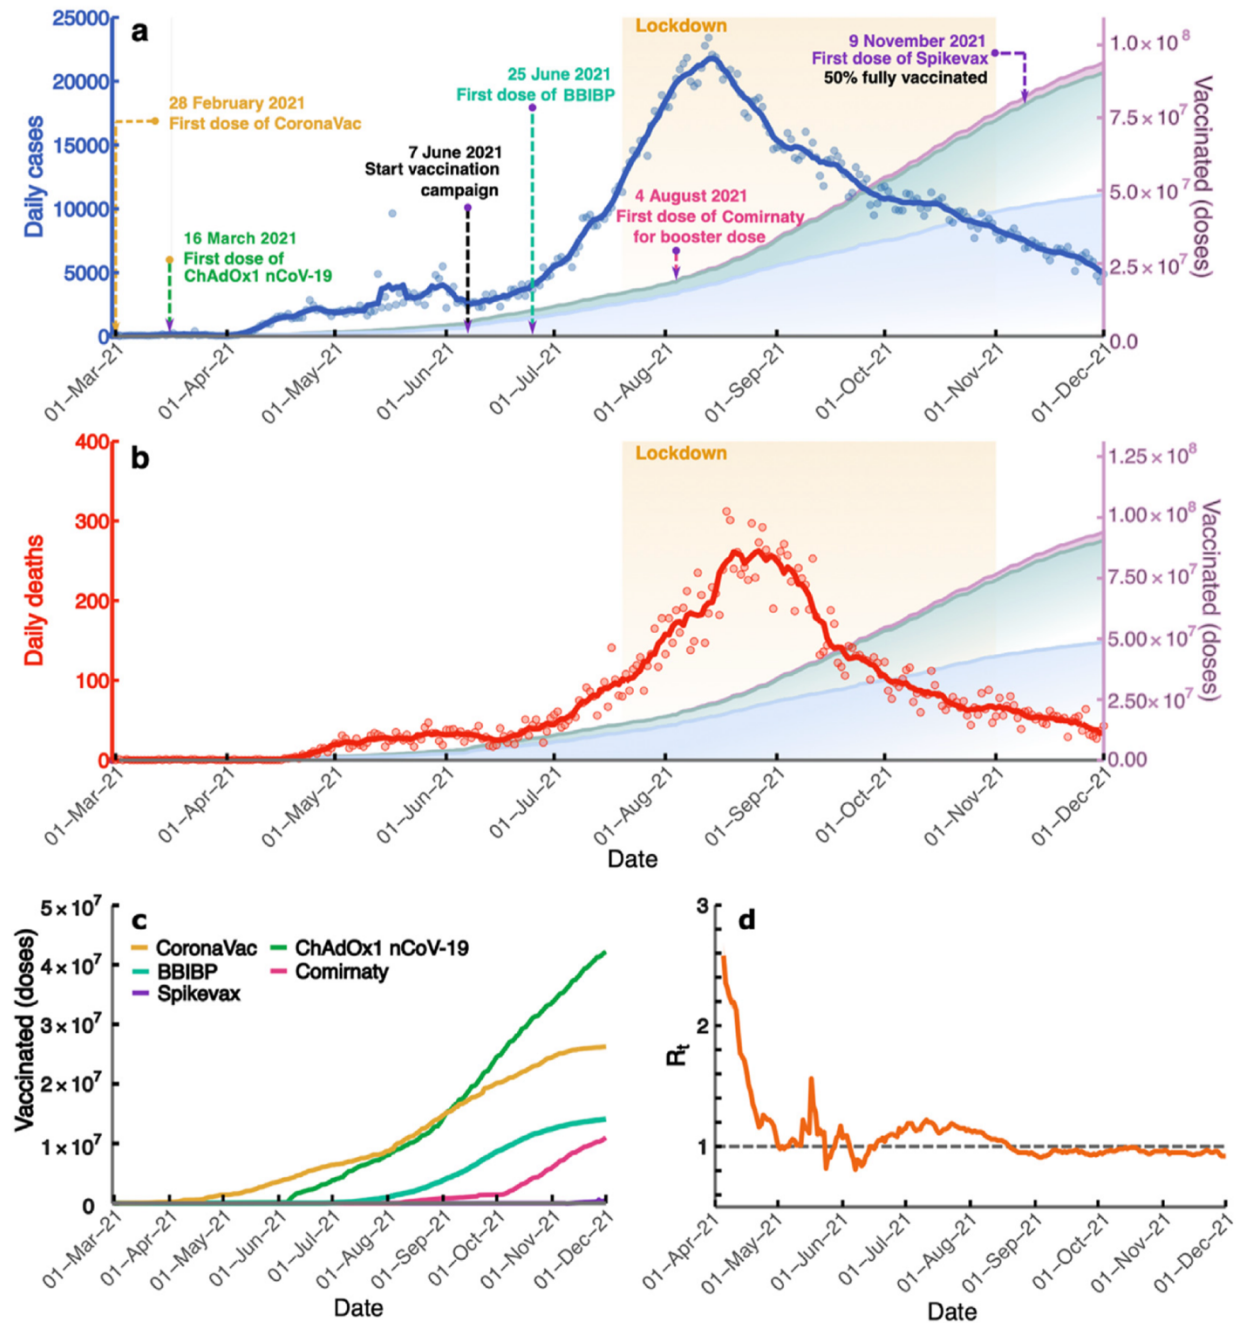 a
Lockdown
Daily cases
25000
20000
15000
10000
5000
0
28 February 2021
First dose of CoronaVac
16 March 2021
First dose of
ChAdOx1 nCoV-19
7 June 2021
Start vaccination
campaign
25 June 2021
First dose of BBIBP
4 August 2021
First dose of Comirnaty
for booster dose
9 November 2021
First dose of Spikevax
50% fully vaccinated
1.0×10⁸
7.5×10⁷
5.0×10⁷
2.5×10⁷
0.0
Vaccinated (doses)
01–Mar–21
01–Apr–21
01–May–21
01–Jun–21
01–Jul–21
01–Aug–21
01–Sep–21
01–Oct–21
01–Nov–21
01–Dec–21
b
Lockdown
Daily deaths
400
300
200
100
0
1.25×10⁸
1.00×10⁸
7.50×10⁷
5.00×10⁷
2.50×10⁷
0.00
Vaccinated (doses)
01–Mar–21
01–Apr–21
01–May–21
01–Jun–21
01–Jul–21
01–Aug–21
01–Sep–21
01–Oct–21
01–Nov–21
01–Dec–21
Date
c
Vaccinated (doses)
5×10⁷
4×10⁷
3×10⁷
2×10⁷
1×10⁷
0
CoronaVac
ChAdOx1 nCoV-19
BBIBP
Comirnaty
Spikevax
01–Mar–21
01–Apr–21
01–May–21
01–Jun–21
01–Jul–21
01–Aug–21
01–Sep–21
01–Oct–21
01–Nov–21
01–Dec–21
Date
d
Rt
3
2
1
01–Apr–21
01–May–21
01–Jun–21
01–Jul–21
01–Aug–21
01–Sep–21
01–Oct–21
01–Nov–21
01–Dec–21
Date